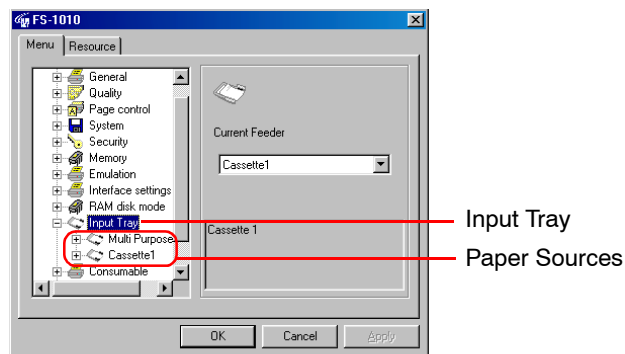 FS-1010
Menu
Resource
General
Quality
Page control
System
Security
Memory
Emulation
Interface settings
RAM disk mode
Input Tray
Multi Purpose
Cassette1
Consumable
Current Feeder
Cassette1
Cassette 1
OK
Cancel
Apply
Input Tray
Paper Sources